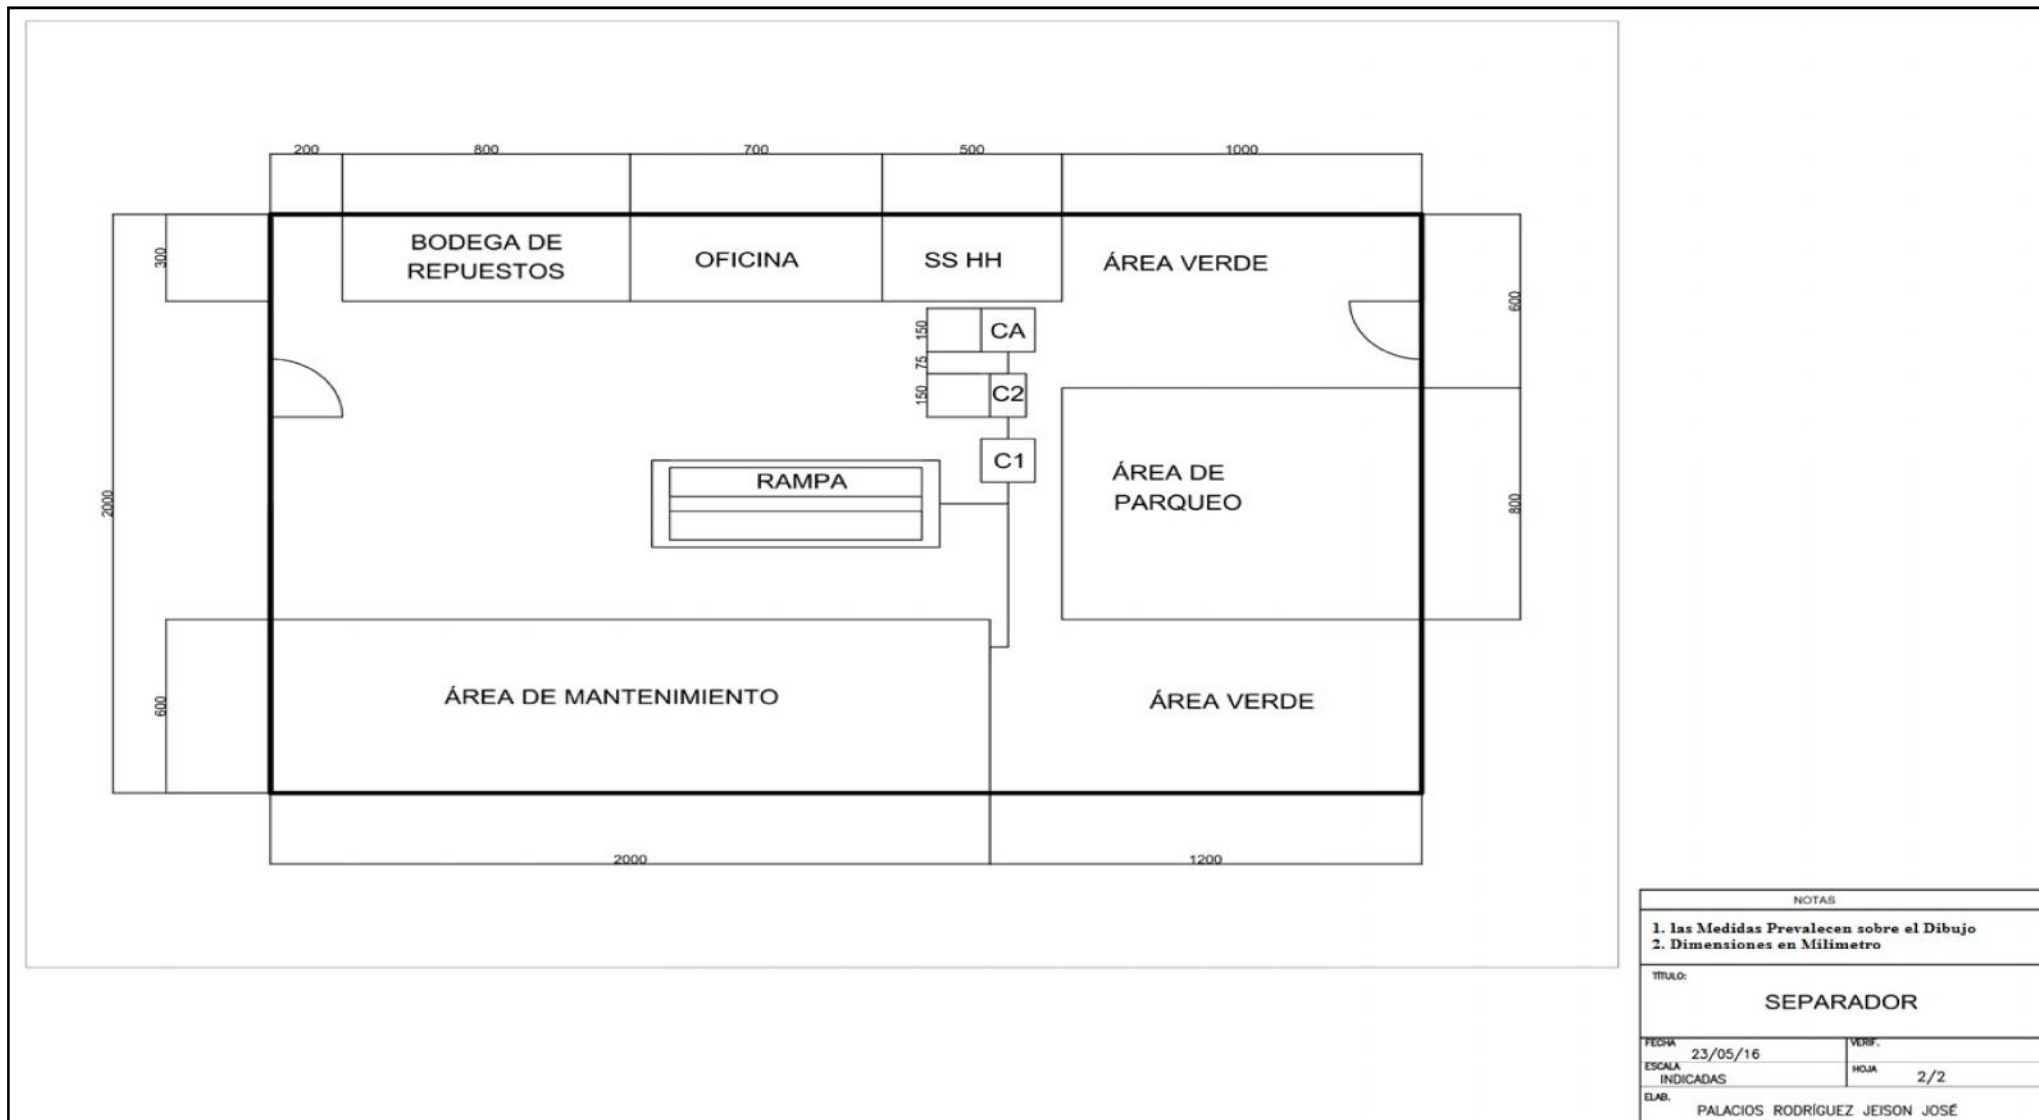 200
800
700
500
1000
300
BODEGA DE
REPUESTOS
OFICINA
SS HH
ÁREA VERDE
600
150
CA
75
150
C2
C1
RAMPA
ÁREA DE
PARQUEO
2000
800
600
ÁREA DE MANTENIMIENTO
ÁREA VERDE
2000
1200
NOTAS
1. las Medidas Prevalecen sobre el Dibujo
2. Dimensiones en Milimetro
TÍTULO:
SEPARADOR
FECHA
23/05/16
VERIF.
ESCALA
INDICADAS
HOJA
2/2
ELAB.
PALACIOS RODRÍGUEZ JEISON JOSÉ